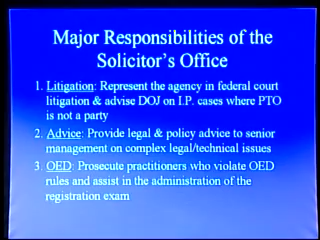 Major Responsibilities of the
Solicitor's Office
1. Litigation: Represent the agency in federal court
litigation & advise DOJ on I.P. cases where PTO
is not a party
2. Advice: Provide legal & policy advice to senior
management on complex legal/technical issues
3. OED: Prosecute practitioners who violate OED
rules and assist in the administration of the
registration exam